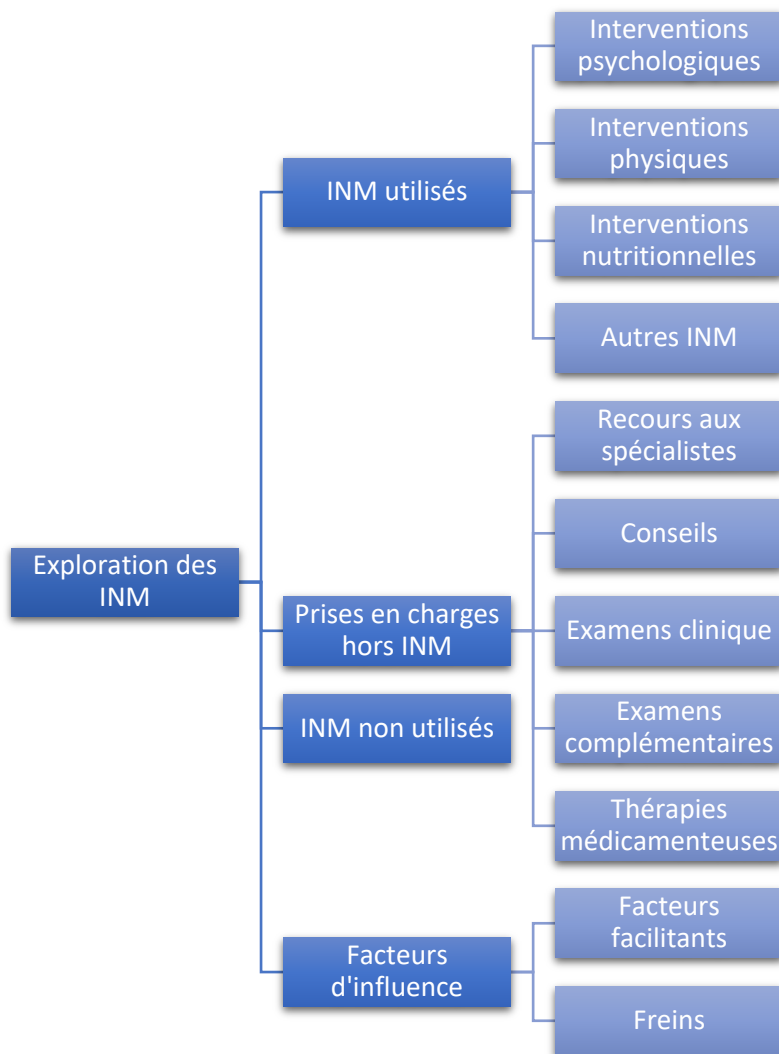 Exploration des
INM
INM utilisés
Interventions
psychologiques
Interventions
physiques
Interventions
nutritionnelles
Autres INM
Prises en charges
hors INM
Recours aux
spécialistes
Conseils
Examens clinique
Examens
complémentaires
Thérapies
médicamenteuses
INM non utilisés
Facteurs
d'influence
Facteurs
facilitants
Freins